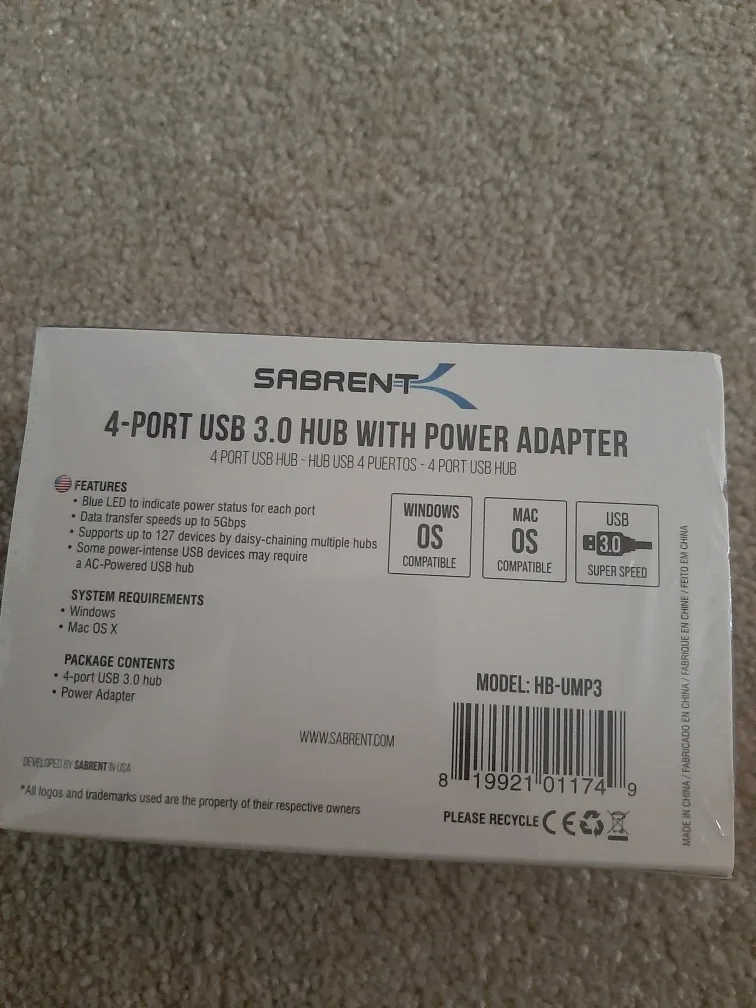 SABRENT
4-PORT USB 3.0 HUB WITH POWER ADAPTER
4 PORT USB HUB - HUB USB 4 PUERTOS - 4 PORT USB HUB
FEATURES
• Blue LED to indicate power status for each port
• Data transfer speeds up to 5Gbps
• Supports up to 127 devices by daisy-chaining multiple hubs
• Some power-intense USB devices may require
a AC-Powered USB hub
WINDOWS
OS
COMPATIBLE
MAC
OS
COMPATIBLE
USB
3.0
SUPER SPEED
SYSTEM REQUIREMENTS
• Windows
• Mac OS X
PACKAGE CONTENTS
• 4-port USB 3.0 hub
• Power Adapter
MODEL: HB-UMP3
WWW.SABRENT.COM
8 19921 01174 9
DEVELOPED BY SABRENT IN USA
*All logos and trademarks used are the property of their respective owners
PLEASE RECYCLE CE
MADE IN CHINA / FABRICADO EN CHINA / FABRIQUE EN CHINE / FEITO EM CHINA